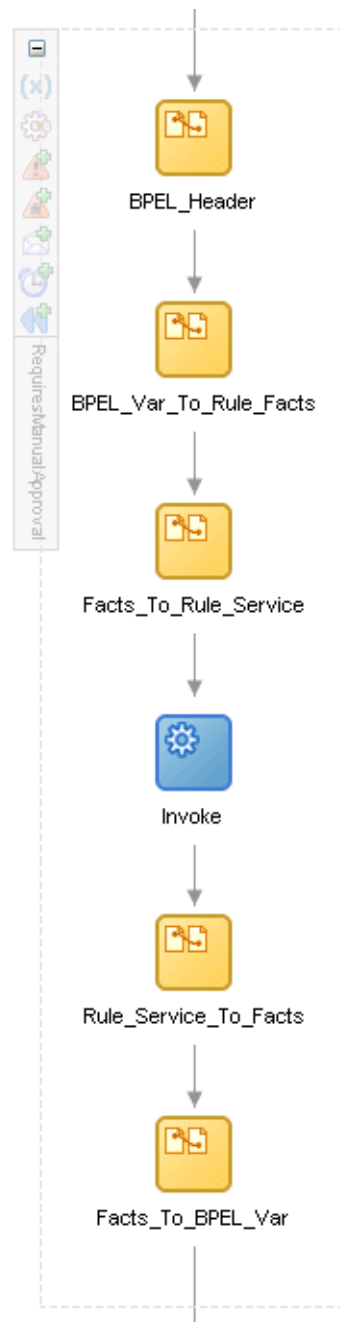 (x)
RequiresManualApproval
BPEL_Header
BPEL_Var_To_Rule_Facts
Facts_To_Rule_Service
Invoke
Rule_Service_To_Facts
Facts_To_BPEL_Var